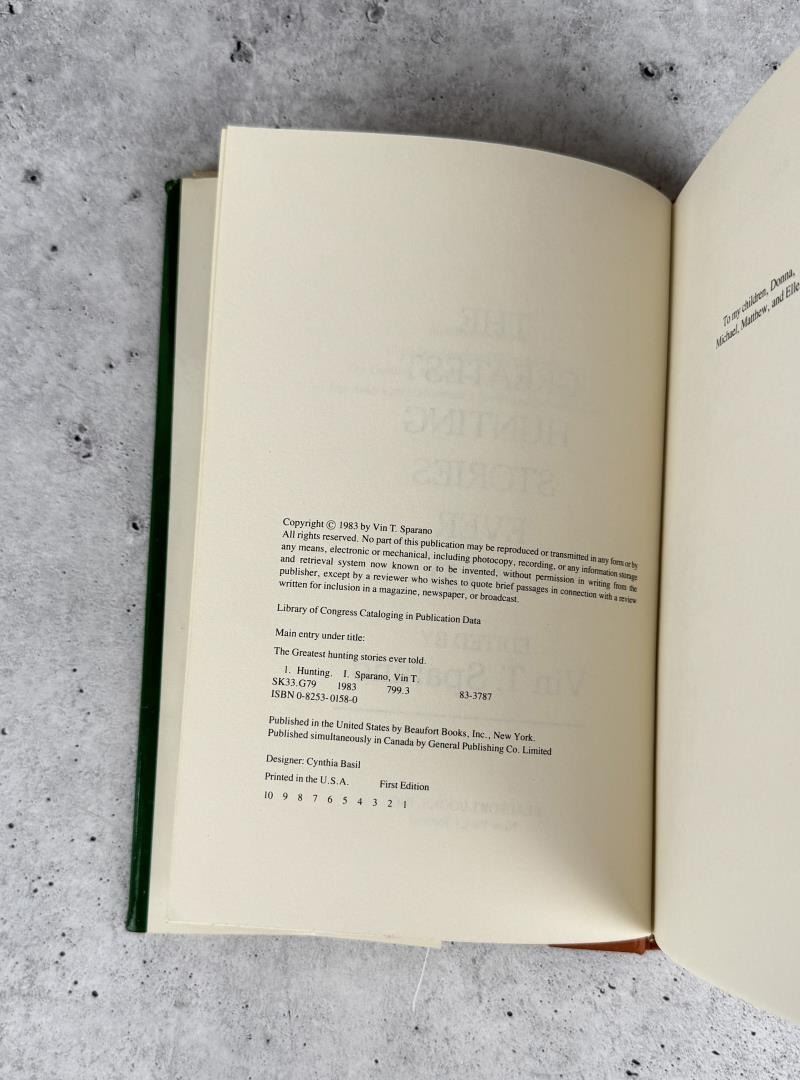 Copyright © 1983 by Vin T. Sparano
All rights reserved. No part of this publication may be reproduced or transmitted in any form or by
any means, electronic or mechanical, including photocopy, recording, or any information storage
and retrieval system now known or to be invented, without permission in writing from the
publisher, except by a reviewer who wishes to quote brief passages in connection with a review
written for inclusion in a magazine, newspaper, or broadcast.
Library of Congress Cataloging in Publication Data
Main entry under title:
The Greatest hunting stories ever told.
1. Hunting. I. Sparano, Vin T.
SK33.G79 1983 799.3 83-3787
ISBN 0-8253-0158-0
Published in the United States by Beaufort Books, Inc., New York.
Published simultaneously in Canada by General Publishing Co. Limited
Designer: Cynthia Basil
Printed in the U.S.A. First Edition
10 9 8 7 6 5 4 3 2 1
To my children, Donna,
Michael, Matthew, and